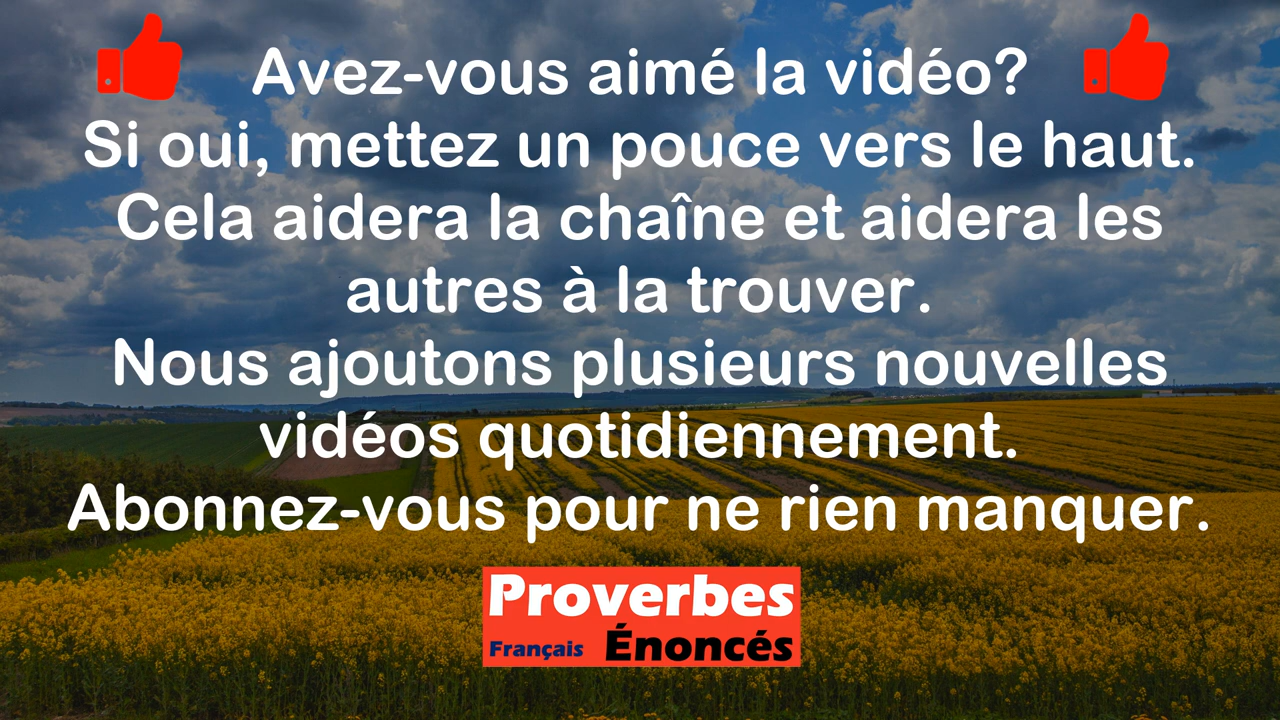 Avez-vous aimé la vidéo?
Si oui, mettez un pouce vers le haut.
Cela aidera la chaîne et aidera les
autres à la trouver.
Nous ajoutons plusieurs nouvelles
vidéos quotidiennement.
Abonnez-vous pour ne rien manquer.
Proverbes
Français Énoncés